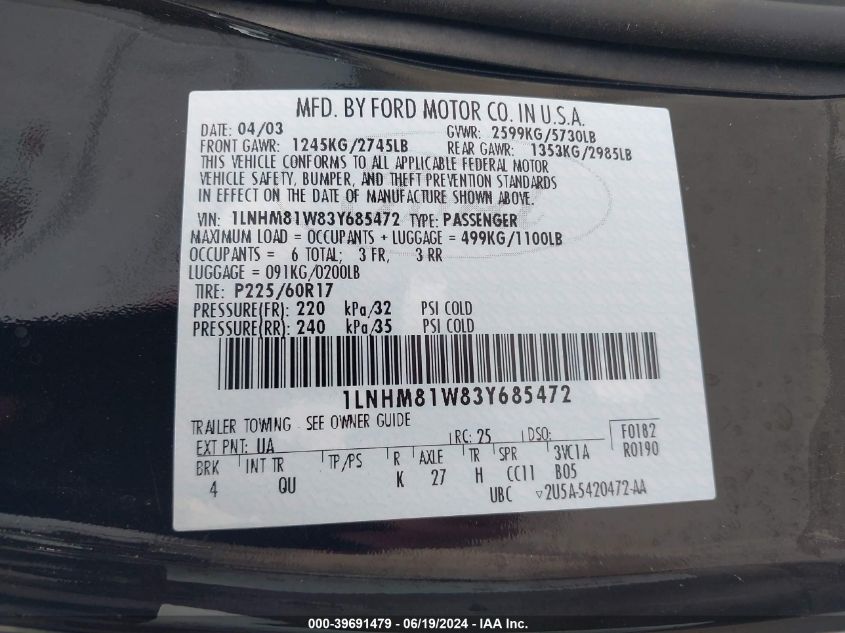 MFD. BY FORD MOTOR CO. IN U.S.A.
DATE: 04/03 GVWR: 2599KG/5730LB
FRONT GAWR: 1245KG/2745LB REAR GAWR: 1353KG/2985LB
THIS VEHICLE CONFORMS TO ALL APPLICABLE FEDERAL MOTOR
VEHICLE SAFETY, BUMPER, AND THEFT PREVENTION STANDARDS
IN EFFECT ON THE DATE OF MANUFACTURE SHOWN ABOVE.
VIN: 1LNHM81W83Y685472 TYPE: PASSENGER
MAXIMUM LOAD = OCCUPANTS + LUGGAGE = 499KG/1100LB
OCCUPANTS = 6 TOTAL; 3 FR, 3 RR
LUGGAGE = 091KG/0200LB
TIRE: P225/60R17
PRESSURE(FR): 220 kPa/32 PSI COLD
PRESSURE(RR): 240 kPa/35 PSI COLD
1LNHM81W83Y685472
TRAILER TOWING - SEE OWNER GUIDE
EXT PNT: UA RC: 25 DSO: F0182
BRK INT TR TP/PS R AXLE TR SPR 3VC1A R0190
4 QU K 27 H CC11 B05
UBC ▽2U5A-5420472-AA
000-39691479 - 06/19/2024 - IAA Inc.